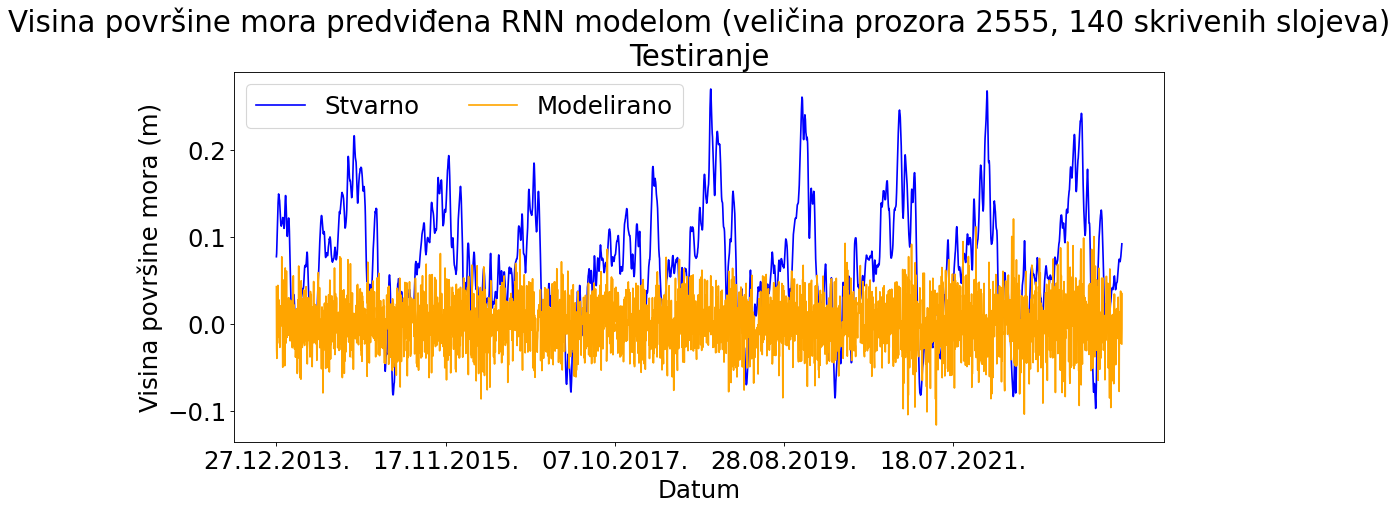 Visina površine mora predviđena RNN modelom (veličina prozora 2555, 140 skrivenih slojeva)
Testiranje
Stvarno
Modelirano
Visina površine mora (m)
0.2
0.1
0.0
−0.1
27.12.2013.
17.11.2015.
07.10.2017.
28.08.2019.
18.07.2021.
Datum